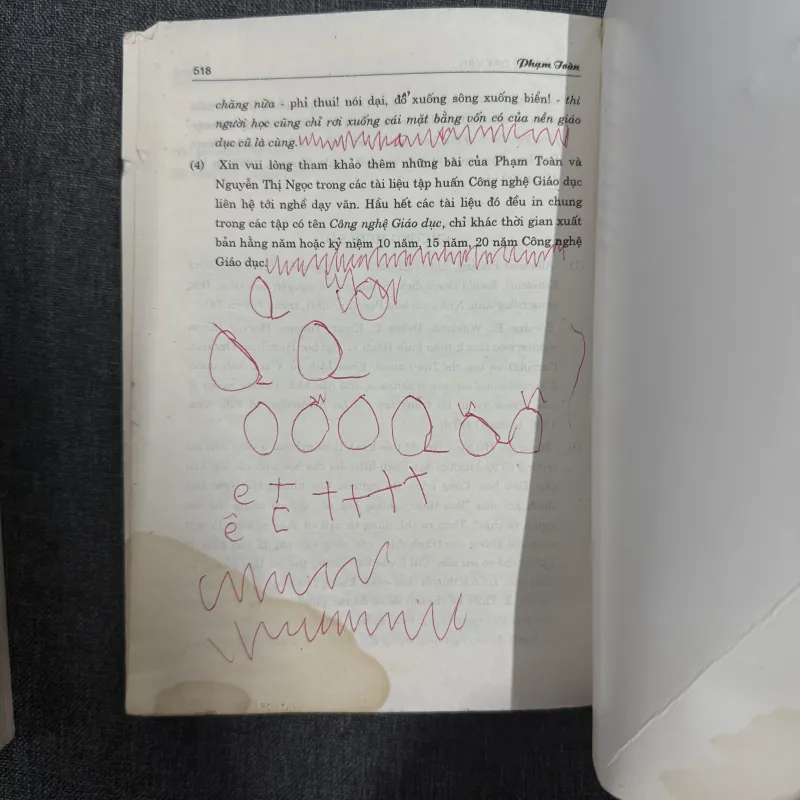 518 Phạm Toàn
chăng nữa - phỉ thui! nói dại, đổ xuống sông xuống biển! - thì
người học cũng chỉ rơi xuống cái mặt bằng vốn có của nền giáo
dục cũ là cùng.
(4) Xin vui lòng tham khảo thêm những bài của Phạm Toàn và
Nguyễn Thị Ngọc trong các tài liệu tập huấn Công nghệ Giáo dục
liên hệ tới nghề dạy văn. Hầu hết các tài liệu đó đều in chung
trong các tập có tên Công nghệ Giáo dục, chỉ khác thời gian xuất
bản hằng năm hoặc kỷ niệm 10 năm, 15 năm, 20 năm Công nghệ
Giáo dục.
e t t t t t
ê